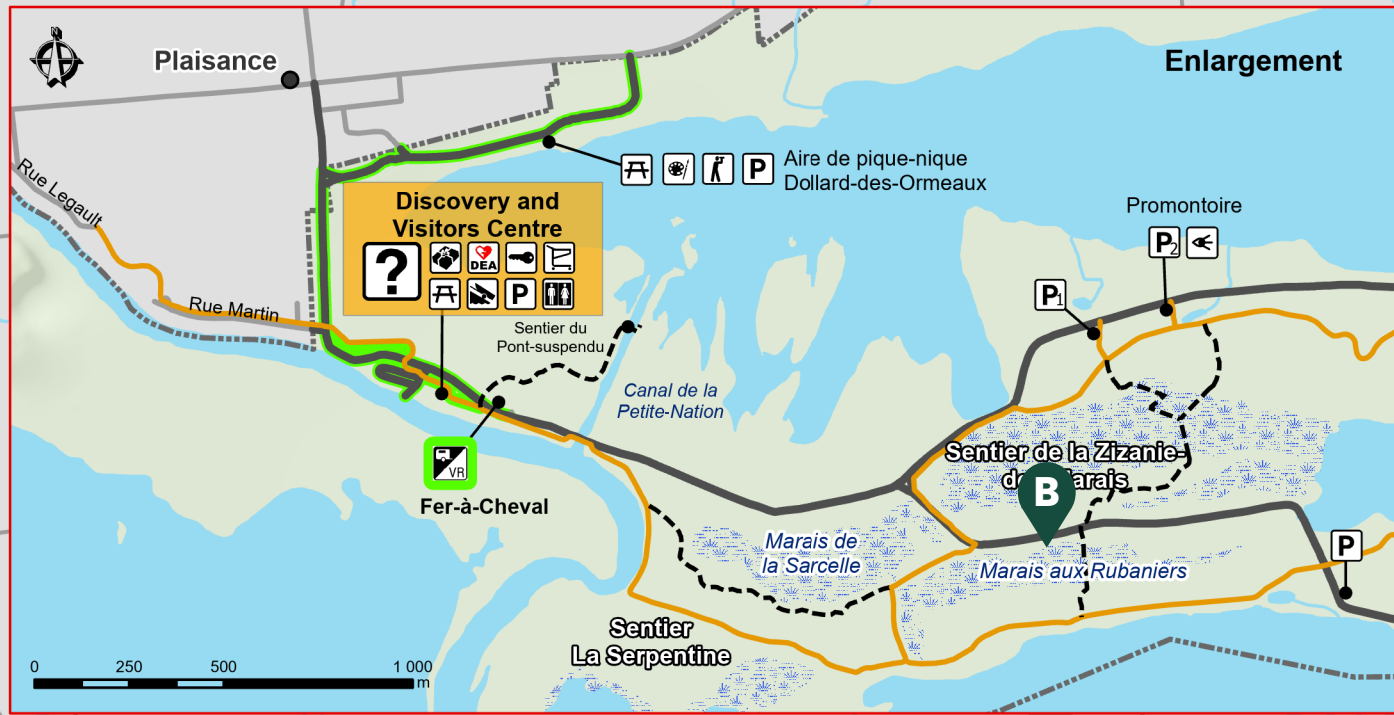 Plaisance
Enlargement
Rue Legault
Aire de pique-nique
Dollard-des-Ormeaux
P
Discovery and
Visitors Centre
?
DEA
P
Promontoire
P2
P1
Rue Martin
Sentier du
Pont-suspendu
Canal de la
Petite-Nation
VR
Fer-à-Cheval
Sentier de la Zizanie-
B
Marais de
la Sarcelle
Marais aux Rubaniers
P
Sentier
La Serpentine
0 250 500 1 000
m